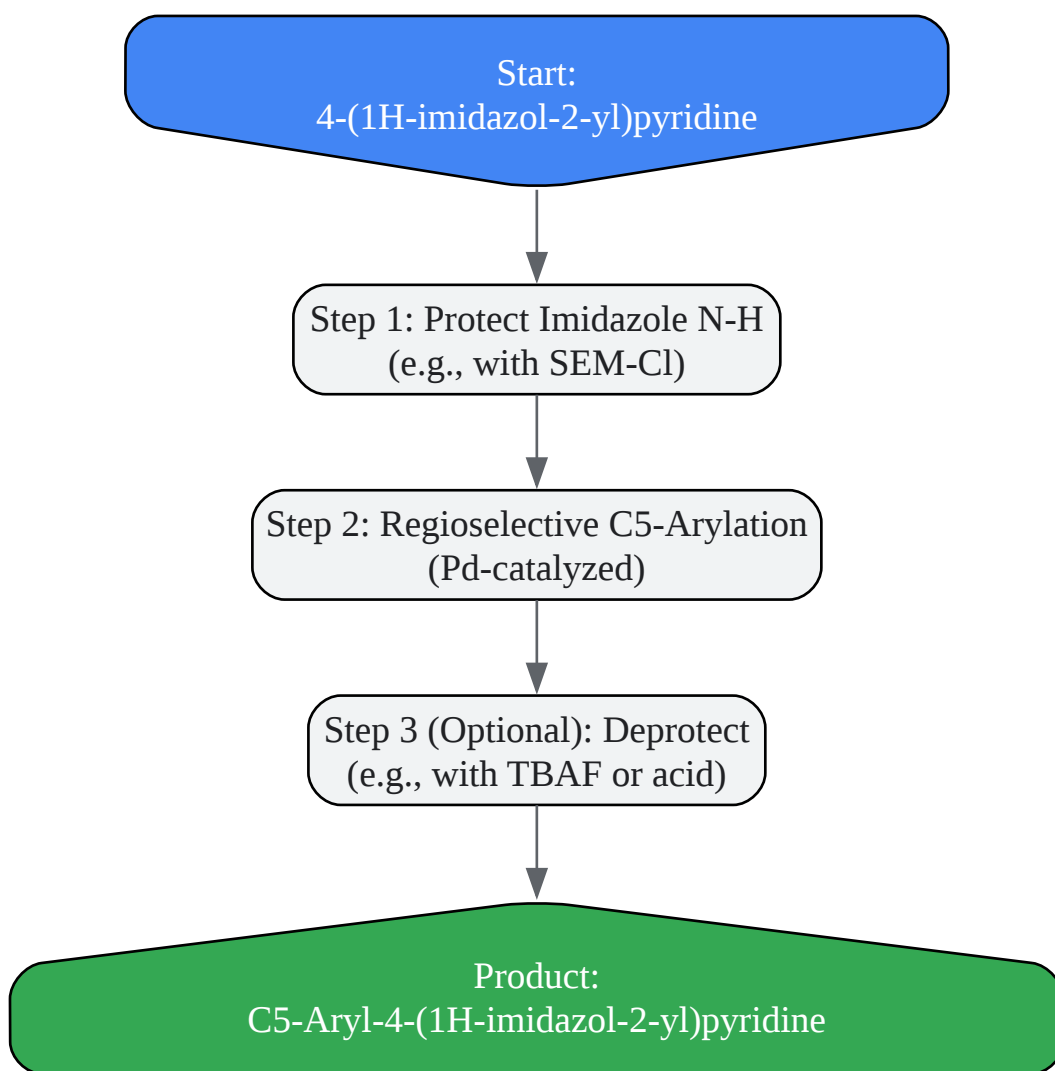 Start:
4-(1H-imidazol-2-yl)pyridine
Step 1: Protect Imidazole N-H
(e.g., with SEM-Cl)
Step 2: Regioselective C5-Arylation
(Pd-catalyzed)
Step 3 (Optional): Deprotect
(e.g., with TBAF or acid)
Product:
C5-Aryl-4-(1H-imidazol-2-yl)pyridine